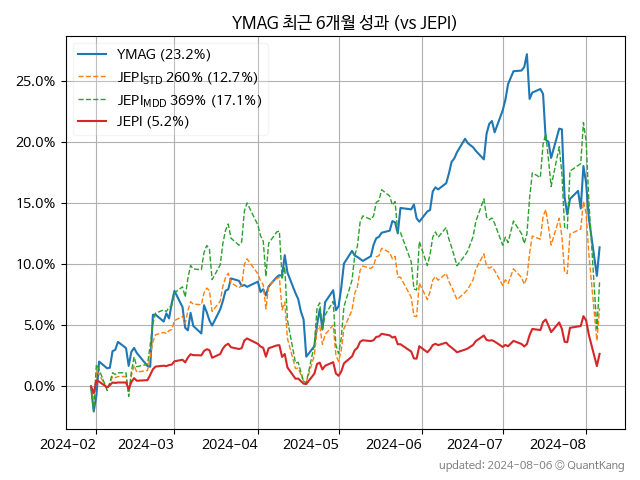 YMAG 최근 6개월 성과 (vs JEPI)
YMAG (23.2%)
JEPI_STD 260% (12.7%)
JEPI_MDD 369% (17.1%)
JEPI (5.2%)
25.0%
20.0%
15.0%
10.0%
5.0%
0.0%
2024-02 2024-03 2024-04 2024-05 2024-06 2024-07 2024-08
updated: 2024-08-06 © QuantKang